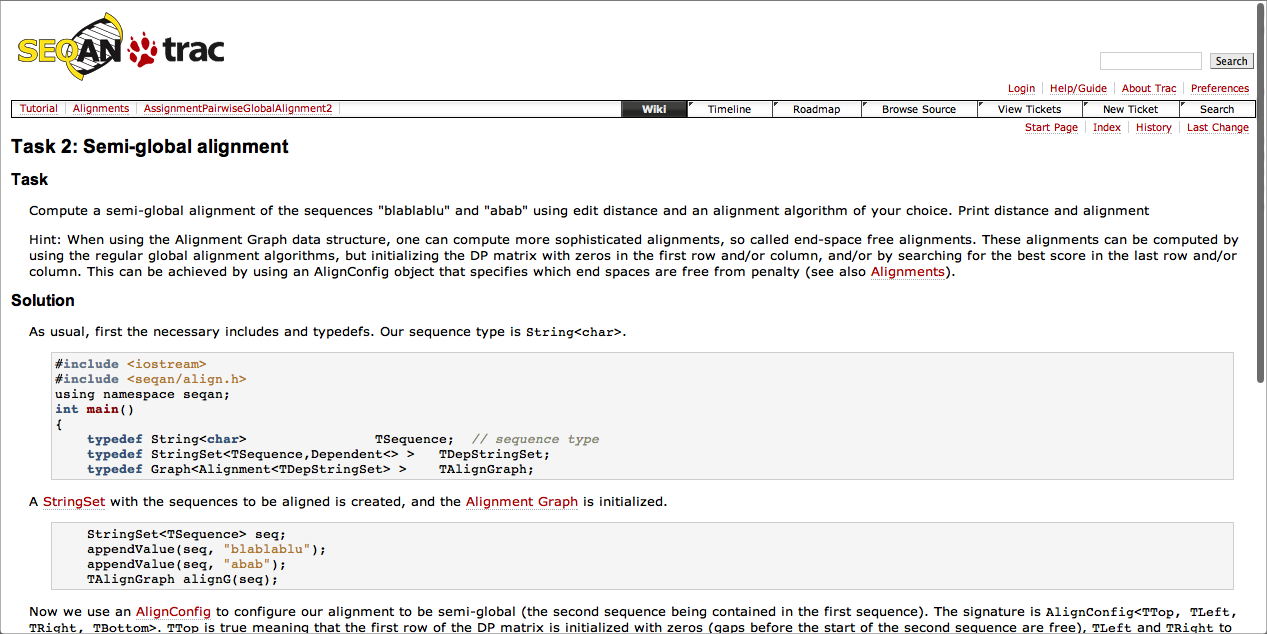 SEQAN trac
Search
Login Help/Guide About Trac Preferences
Tutorial Alignments AssignmentPairwiseGlobalAlignment2 Wiki Timeline Roadmap Browse Source View Tickets New Ticket Search
Start Page Index History Last Change
Task 2: Semi-global alignment
Task
Compute a semi-global alignment of the sequences "blablablu" and "abab" using edit distance and an alignment algorithm of your choice. Print distance and alignment
Hint: When using the Alignment Graph data structure, one can compute more sophisticated alignments, so called end-space free alignments. These alignments can be computed by
using the regular global alignment algorithms, but initializing the DP matrix with zeros in the first row and/or column, and/or by searching for the best score in the last row and/or
column. This can be achieved by using an AlignConfig object that specifies which end spaces are free from penalty (see also Alignments).
Solution
As usual, first the necessary includes and typedefs. Our sequence type is String<char>.
#include <iostream>
#include <seqan/align.h>
using namespace seqan;
int main()
{
    typedef String<char>                TSequence;  // sequence type
    typedef StringSet<TSequence,Dependent<> >   TDepStringSet;
    typedef Graph<Alignment<TDepStringSet> >    TAlignGraph;
A StringSet with the sequences to be aligned is created, and the Alignment Graph is initialized.
    StringSet<TSequence> seq;
    appendValue(seq, "blablablu");
    appendValue(seq, "abab");
    TAlignGraph alignG(seq);
Now we use an AlignConfig to configure our alignment to be semi-global (the second sequence being contained in the first sequence). The signature is AlignConfig<TTop, TLeft,
TRight, TBottom>. TTop is true meaning that the first row of the DP matrix is initialized with zeros (gaps before the start of the second sequence are free), TLeft and TRight to